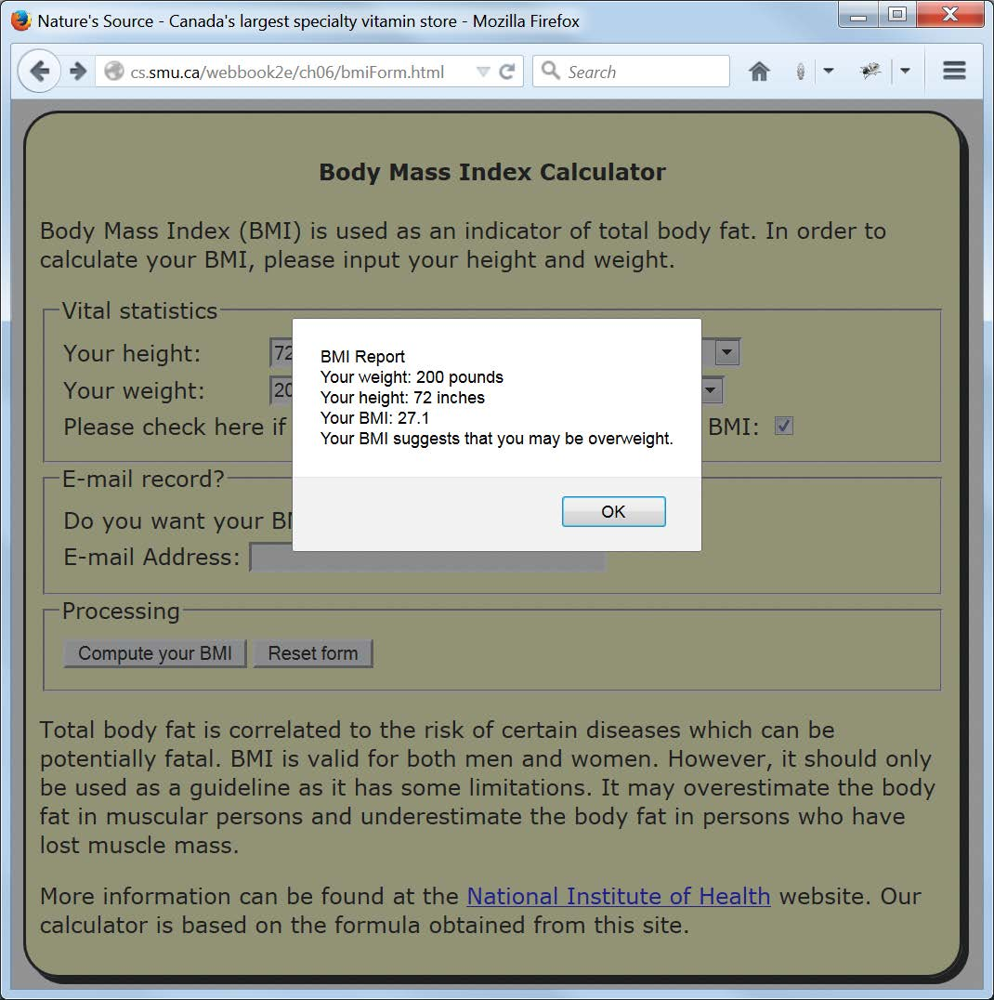 Nature's Source - Canada's largest specialty vitamin store - Mozilla Firefox
cs.smu.ca/webbook2e/ch06/bmiForm.html
Search
Body Mass Index Calculator
Body Mass Index (BMI) is used as an indicator of total body fat. In order to
calculate your BMI, please input your height and weight.
Vital statistics
Your height: 72
Your weight: 20
Please check here if
BMI:
BMI Report
Your weight: 200 pounds
Your height: 72 inches
Your BMI: 27.1
Your BMI suggests that you may be overweight.
OK
E-mail record?
Do you want your
E-mail Address:
Processing
Compute your BMI Reset form
Total body fat is correlated to the risk of certain diseases which can be
potentially fatal. BMI is valid for both men and women. However, it should only
be used as a guideline as it has some limitations. It may overestimate the body
fat in muscular persons and underestimate the body fat in persons who have
lost muscle mass.
More information can be found at the National Institute of Health website. Our
calculator is based on the formula obtained from this site.